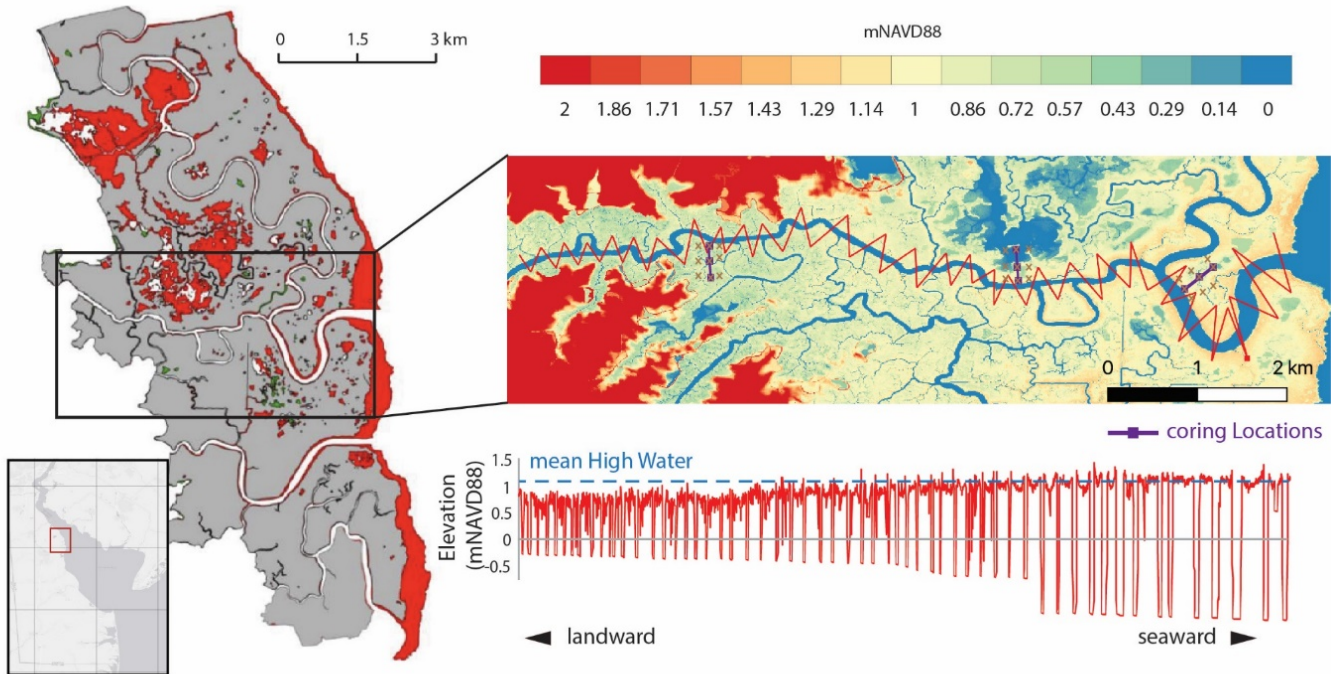 0 1.5 3 km
mNAVD88
2 1.86 1.71 1.57 1.43 1.29 1.14 1 0.86 0.72 0.57 0.43 0.29 0.14 0
0 1 2 km
coring Locations
mean High Water
Elevation
(mNAVD88)
1.5
1
0.5
0
-0.5
landward
seaward